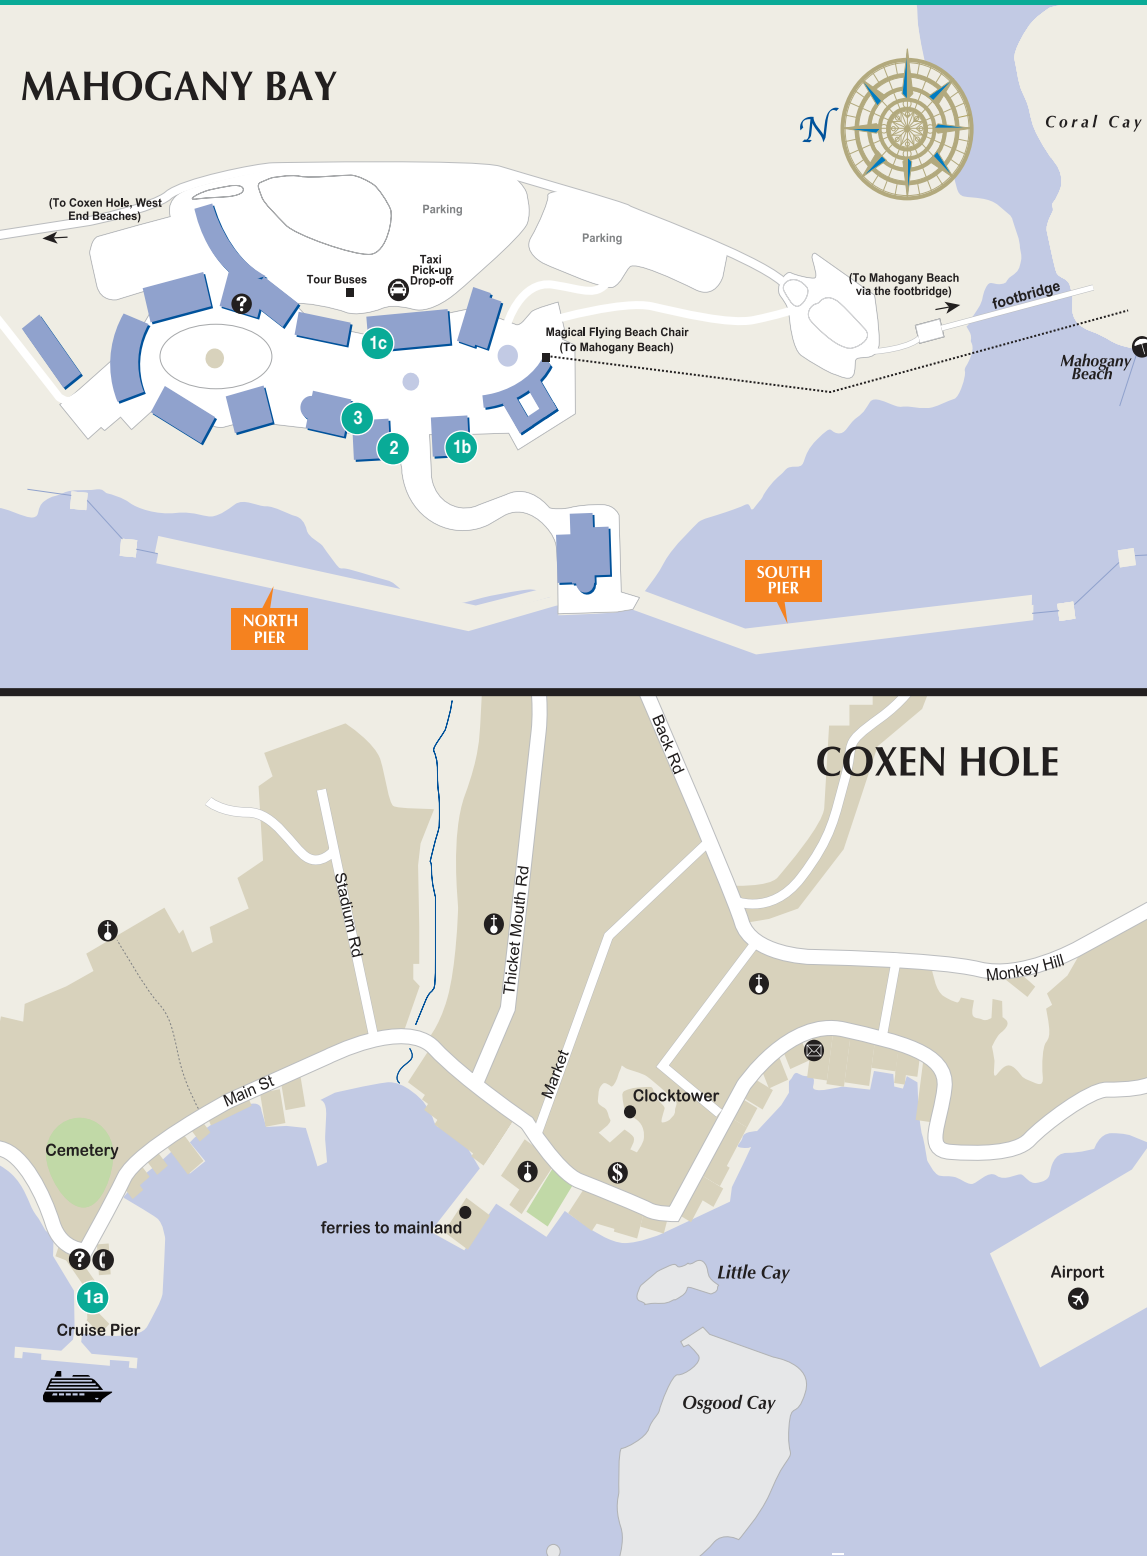 MAHOGANY BAY
N
Coral Cay
(To Coxen Hole, West
End Beaches)
Parking
Parking
Taxi
Pick-up
Drop-off
Tour Buses
(To Mahogany Beach
via the footbridge)
footbridge
?
1c
Magical Flying Beach Chair
(To Mahogany Beach)
Mahogany
Beach
3
2
1b
SOUTH
PIER
NORTH
PIER
COXEN HOLE
Back Rd
Stadium Rd
Thicket Mouth Rd
Monkey Hill
Market
Main St
Clocktower
Cemetery
$
ferries to mainland
?
1a
Little Cay
Airport
Cruise Pier
Osgood Cay